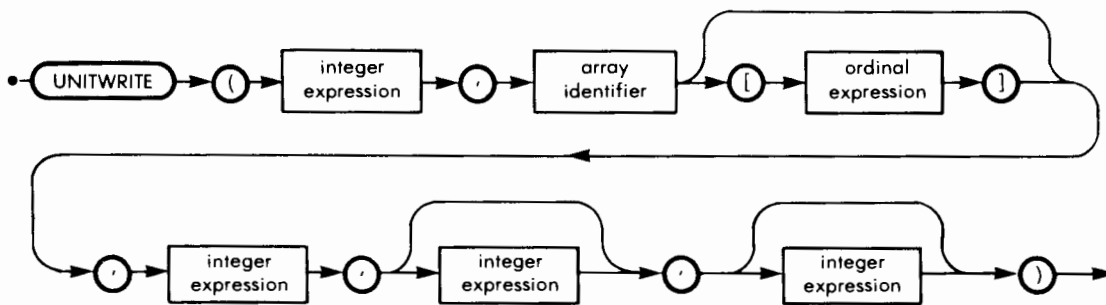 UNITWRITE ( integer expression , array identifier [ ordinal expression ]
, integer expression , integer expression , integer expression )